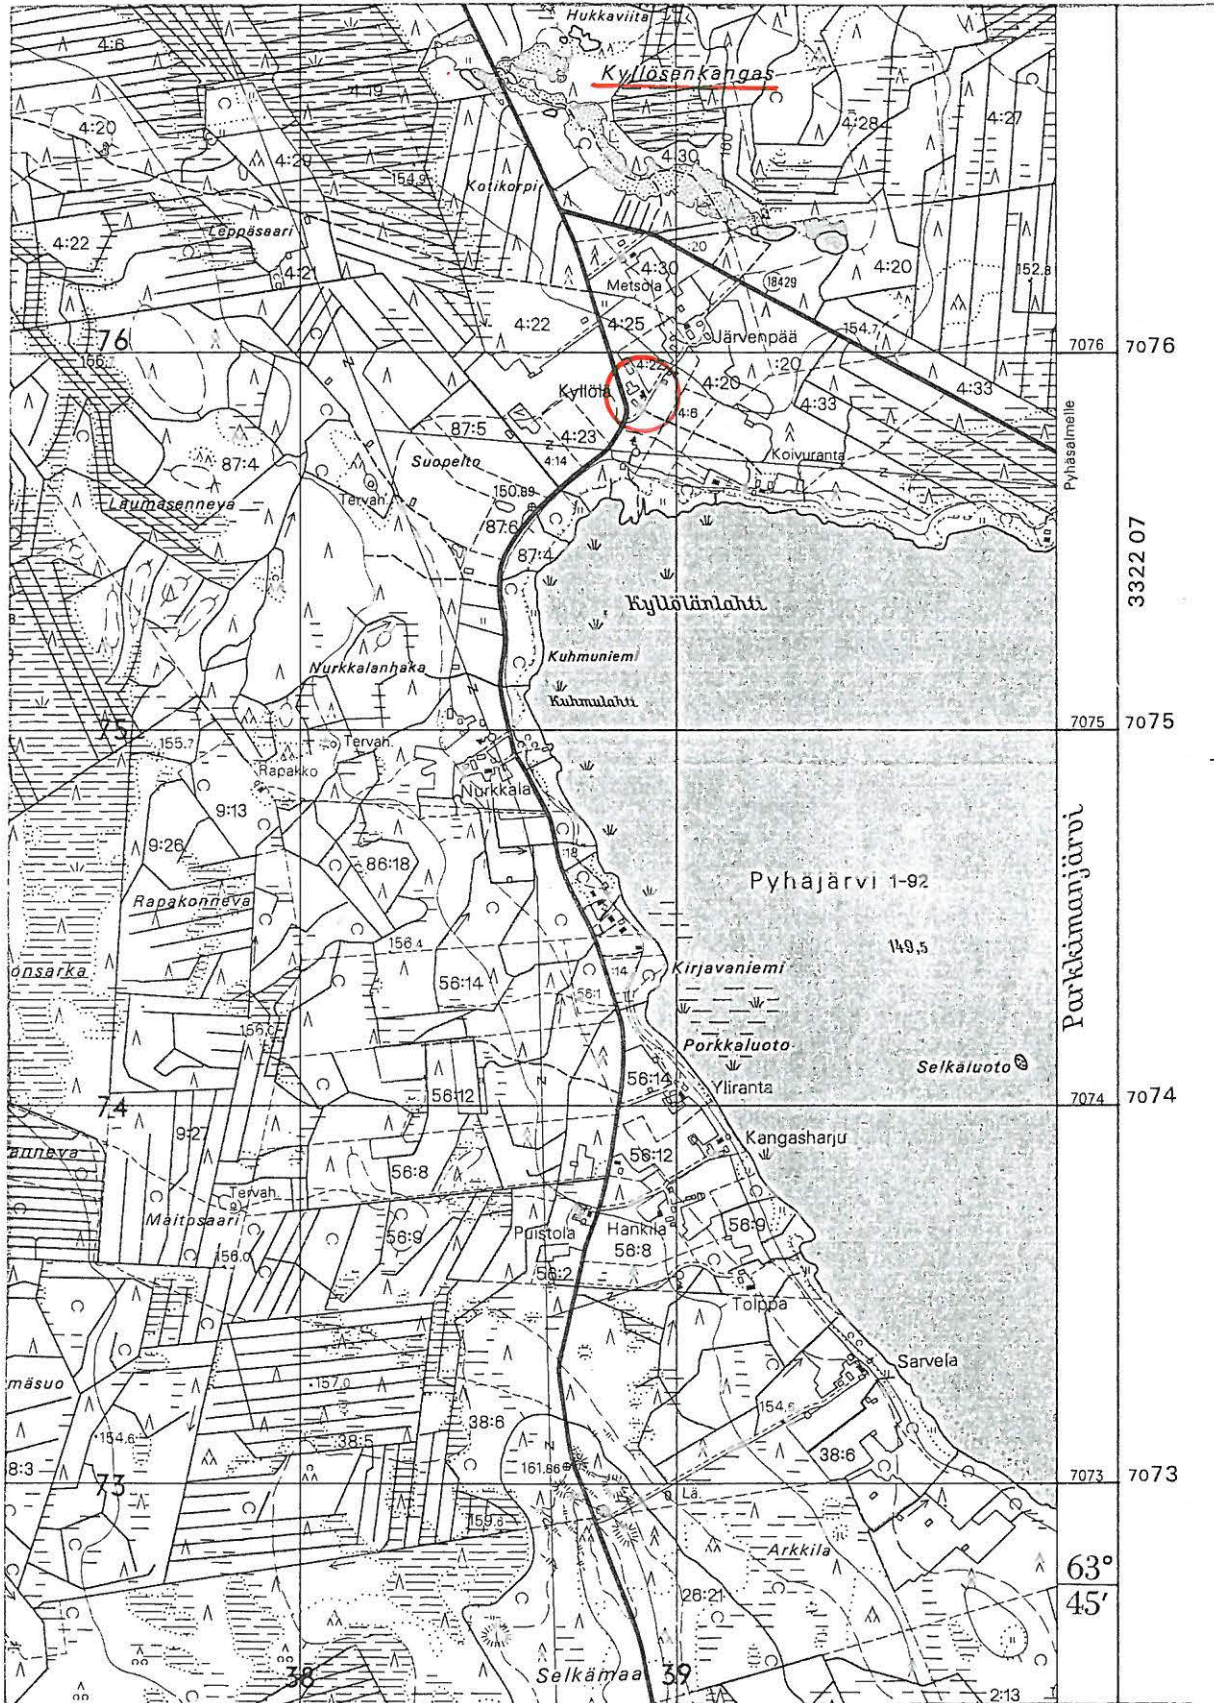 Hukkaviita
4:6
Kyllösenkangas
4:19
4:28
4:27
4:20
4:29
4:30
160
154.9
Kotikorpi
Leppäsaari
4:22
4:21
:20
4:30
Metsola
18429
4:20
152.8
4:22
4:25
154.7
Järvenpää
76
7076
7076
156.7
4:22
:20
4:20
4:33
4:33
Kyllölä
4:6
87:5
4:23
4:14
Koivuranta
Pyhäsalmelle
Suopelto
87:4
Tervah.
150.89
Laumasenneva
87:6
87:4
3322 07
Kyllölänlahti
Kuhmuniemi
Nurkkalanhaka
Kuhmulahti
75
7075
7075
155.7
Tervah.
Rapakko
Nurkkala
9:13
9:26
86:18
:18
Pyhäjärvi 1-92
Rapakonneva
156.4
149,5
Parkkimanjärvi
onsarka
56:14
:14
Kirjavaniemi
56:1
156.0
Porkkaluoto
56:14
Yliranta
Selkäluoto
56:12
74
7074
7074
9:27
Kangasharju
anneva
56:12
56:8
Tervah.
Maitosaari
56:9
Puistola
Hankila
56:9
56:8
156.0
56:2
Tolppa
Sarvela
mäsuo
157.0
154.6
38:6
154.6
38:5
38:6
8:3
161.86
73
7073
7073
Lä.
159.8
Arkkila
63°
45′
26:21
38
Selkämaa
39
2:13